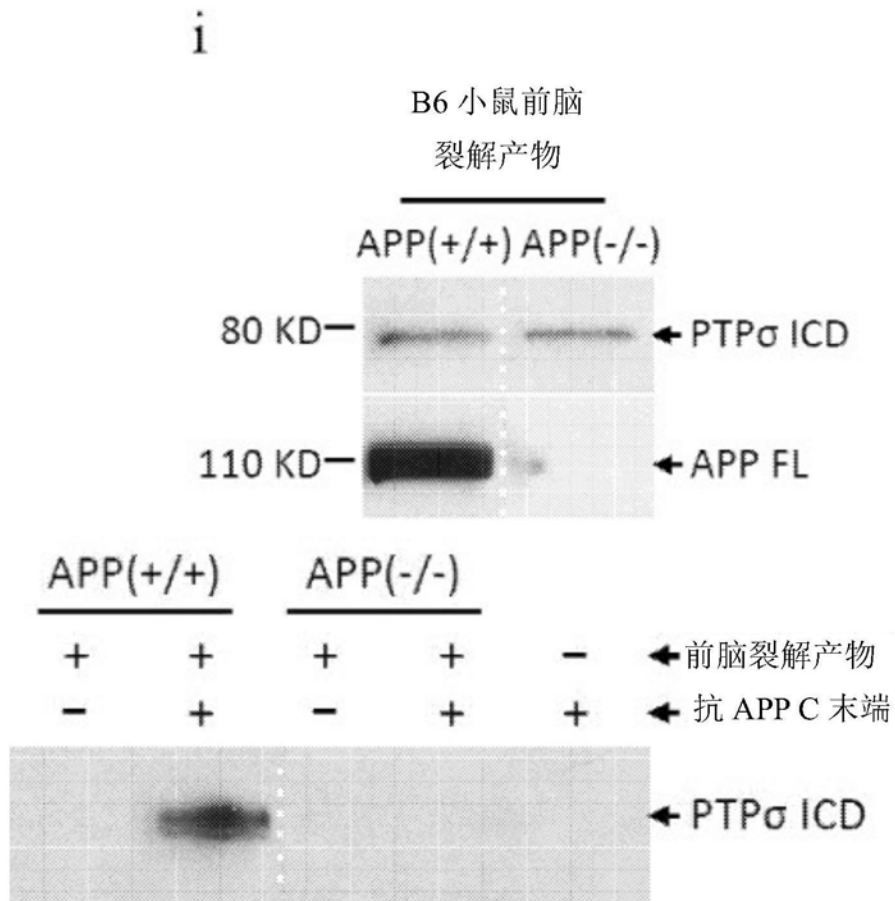 i
B6 小鼠前脑
裂解产物
APP(+/+) APP(-/-)
80 KD
PTPσ ICD
110 KD
APP FL
APP(+/+) APP(-/-)
+ + + + − 前脑裂解产物
− + − + + 抗 APP C 末端
PTPσ ICD